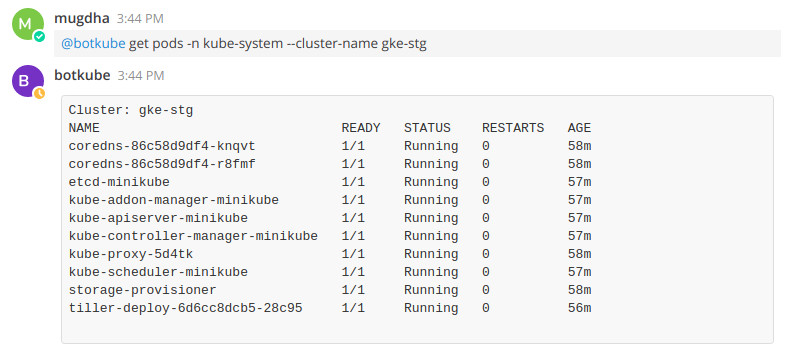 M
mugdha 3:44 PM
@botkube get pods -n kube-system --cluster-name gke-stg
B
botkube 3:44 PM
Cluster: gke-stg
NAME                               READY   STATUS    RESTARTS   AGE
coredns-86c58d9df4-knqvt           1/1     Running   0          58m
coredns-86c58d9df4-r8fmf           1/1     Running   0          58m
etcd-minikube                      1/1     Running   0          57m
kube-addon-manager-minikube        1/1     Running   0          57m
kube-apiserver-minikube            1/1     Running   0          57m
kube-controller-manager-minikube   1/1     Running   0          57m
kube-proxy-5d4tk                   1/1     Running   0          58m
kube-scheduler-minikube            1/1     Running   0          57m
storage-provisioner                1/1     Running   0          58m
tiller-deploy-6d6cc8dcb5-28c95     1/1     Running   0          56m